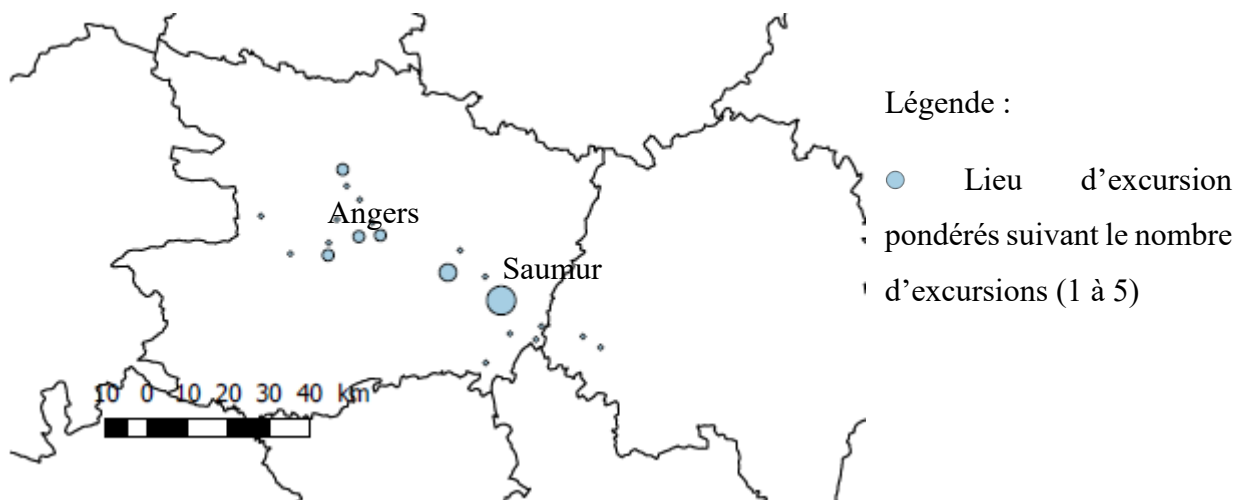 Légende :
Lieu d'excursion
pondérés suivant le nombre
d'excursions (1 à 5)
Angers
Saumur
10 0 10 20 30 40 km